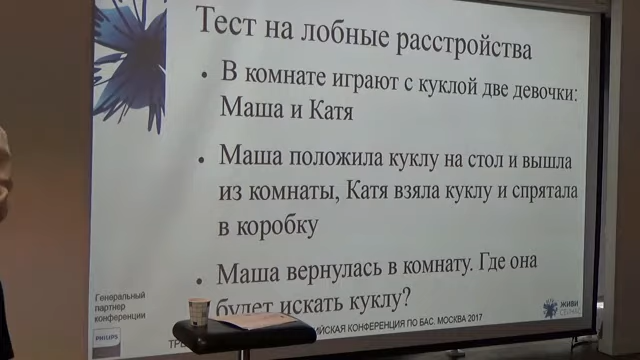 Тест на лобные расстройства
• В комнате играют с куклой две девочки:
Маша и Катя
• Маша положила куклу на стол и вышла
из комнаты, Катя взяла куклу и спрятала
в коробку
• Маша вернулась в комнату. Где она
будет искать куклу?
Генеральный
партнер
конференции
PHILIPS
ЖИВИ
СЕЙЧАС
ЙСКАЯ КОНФЕРЕНЦИЯ ПО БАС. МОСКВА 2017